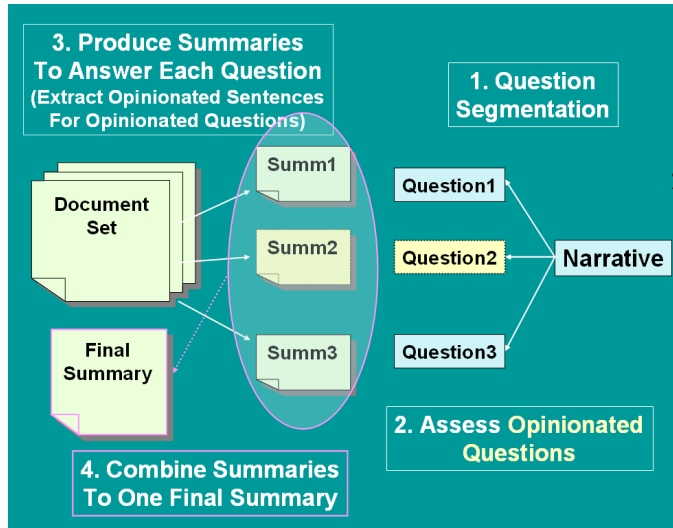 3. Produce Summaries
To Answer Each Question
(Extract Opinionated Sentences
For Opinionated Questions)
1. Question
Segmentation
Document
Set
Summ1
Summ2
Summ3
Question1
Question2
Question3
Narrative
Final
Summary
2. Assess Opinionated
Questions
4. Combine Summaries
To One Final Summary